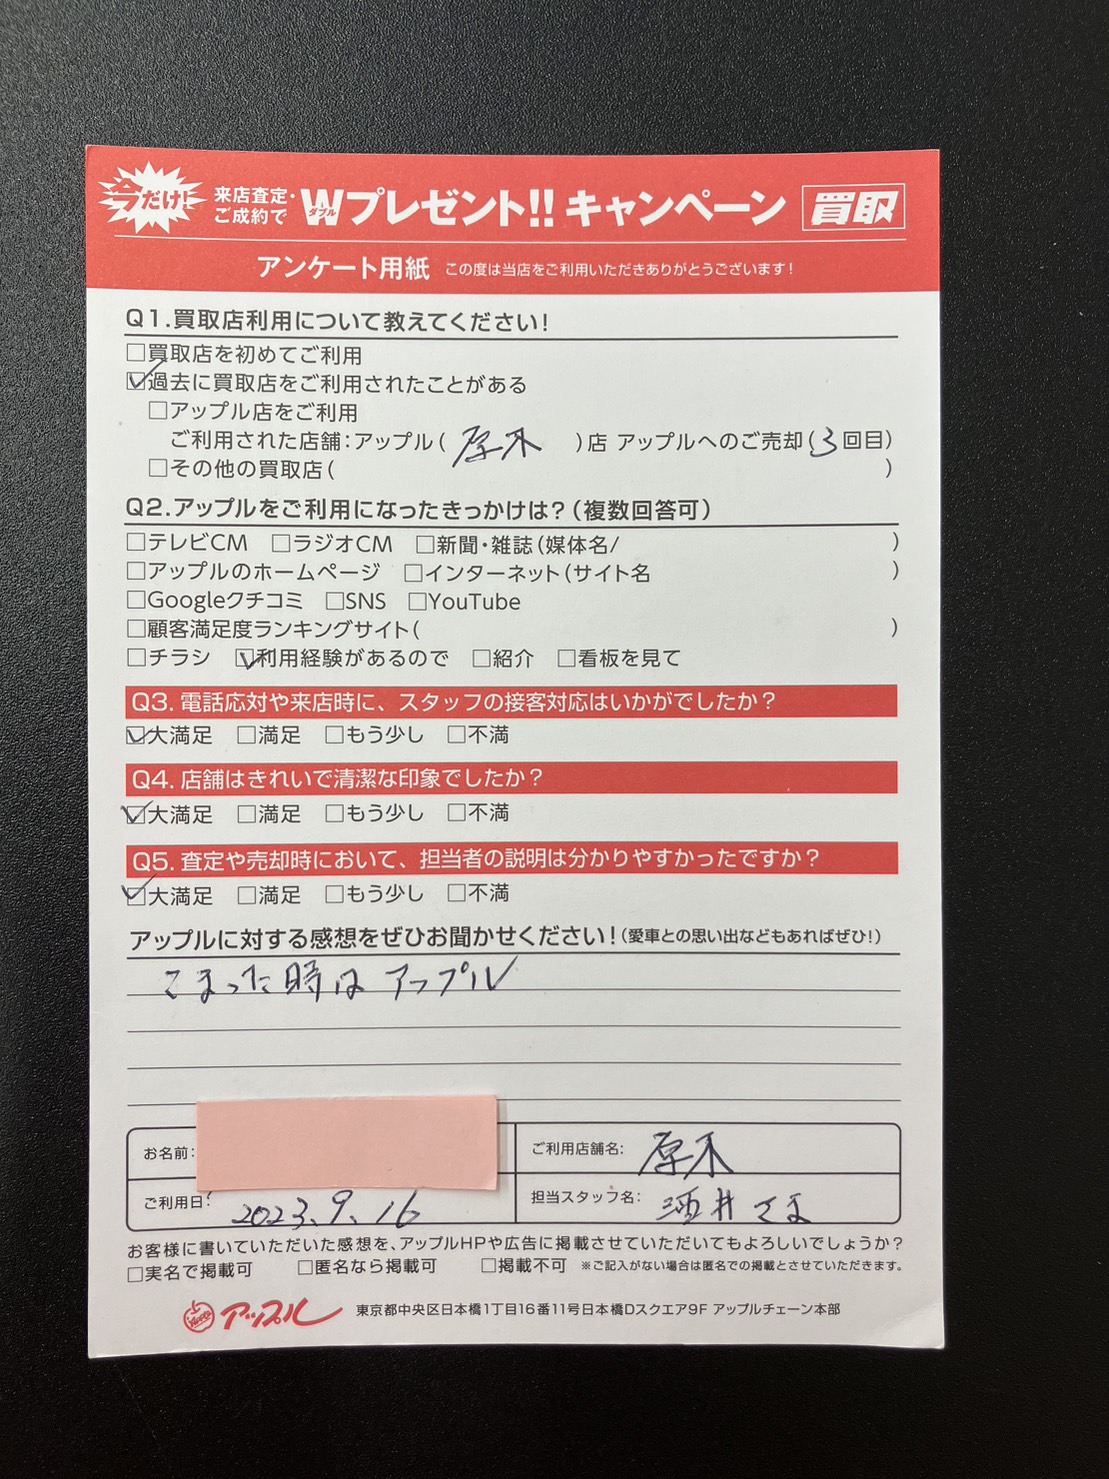 今だけ! 来店査定・ご成約で Wダブルプレゼント!! キャンペーン 買取
アンケート用紙 この度は当店をご利用いただきありがとうございます!
Q1.買取店利用について教えてください!
□買取店を初めてご利用
☑過去に買取店をご利用されたことがある
□アップル店をご利用
ご利用された店舗:アップル( 厚木 )店 アップルへのご売却(3回目)
□その他の買取店( )
Q2.アップルをご利用になったきっかけは?(複数回答可)
□テレビCM □ラジオCM □新聞・雑誌(媒体名/ )
□アップルのホームページ □インターネット(サイト名 )
□Googleクチコミ □SNS □YouTube
□顧客満足度ランキングサイト( )
□チラシ ☑利用経験があるので □紹介 □看板を見て
Q3. 電話応対や来店時に、スタッフの接客対応はいかがでしたか?
☑大満足 □満足 □もう少し □不満
Q4. 店舗はきれいで清潔な印象でしたか?
☑大満足 □満足 □もう少し □不満
Q5. 査定や売却時において、担当者の説明は分かりやすかったですか?
☑大満足 □満足 □もう少し □不満
アップルに対する感想をぜひお聞かせください!(愛車との思い出などもあればぜひ!)
こまった時はアップル
お名前:
ご利用店舗名: 厚木
ご利用日: 2023.9.16
担当スタッフ名: 酒井さま
お客様に書いていただいた感想を、アップルHPや広告に掲載させていただいてもよろしいでしょうか?
□実名で掲載可 □匿名なら掲載可 □掲載不可 ※ご記入がない場合は匿名での掲載とさせていただきます。
アップル 東京都中央区日本橋1丁目16番11号日本橋Dスクエア9F アップルチェーン本部